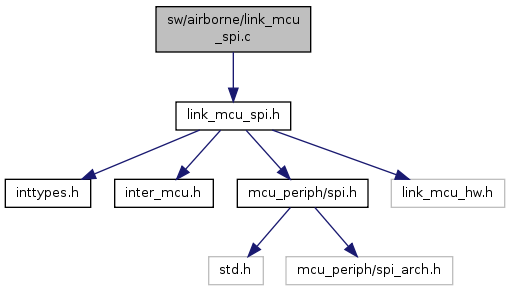 sw/airborne/link_mcu
_spi.c
link_mcu_spi.h
inttypes.h
inter_mcu.h
mcu_periph/spi.h
link_mcu_hw.h
std.h
mcu_periph/spi_arch.h